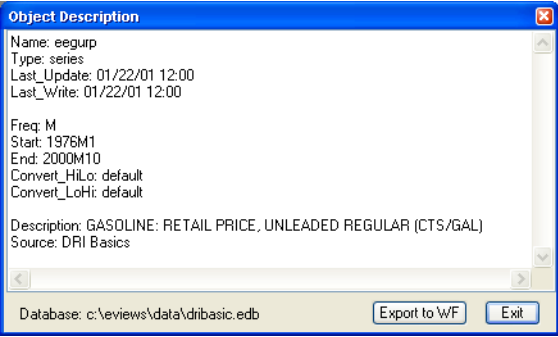 Object Description
Name: eegurp
Type: series
Last_Update: 01/22/01 12:00
Last_Write: 01/22/01 12:00
Freq: M
Start: 1976M1
End: 2000M10
Convert_HiLo: default
Convert_LoHi: default
Description: GASOLINE: RETAIL PRICE, UNLEADED REGULAR (CTS/GAL)
Source: DRI Basics
Database: c:\eviews\data\dribasic.edb
Export to WF
Exit